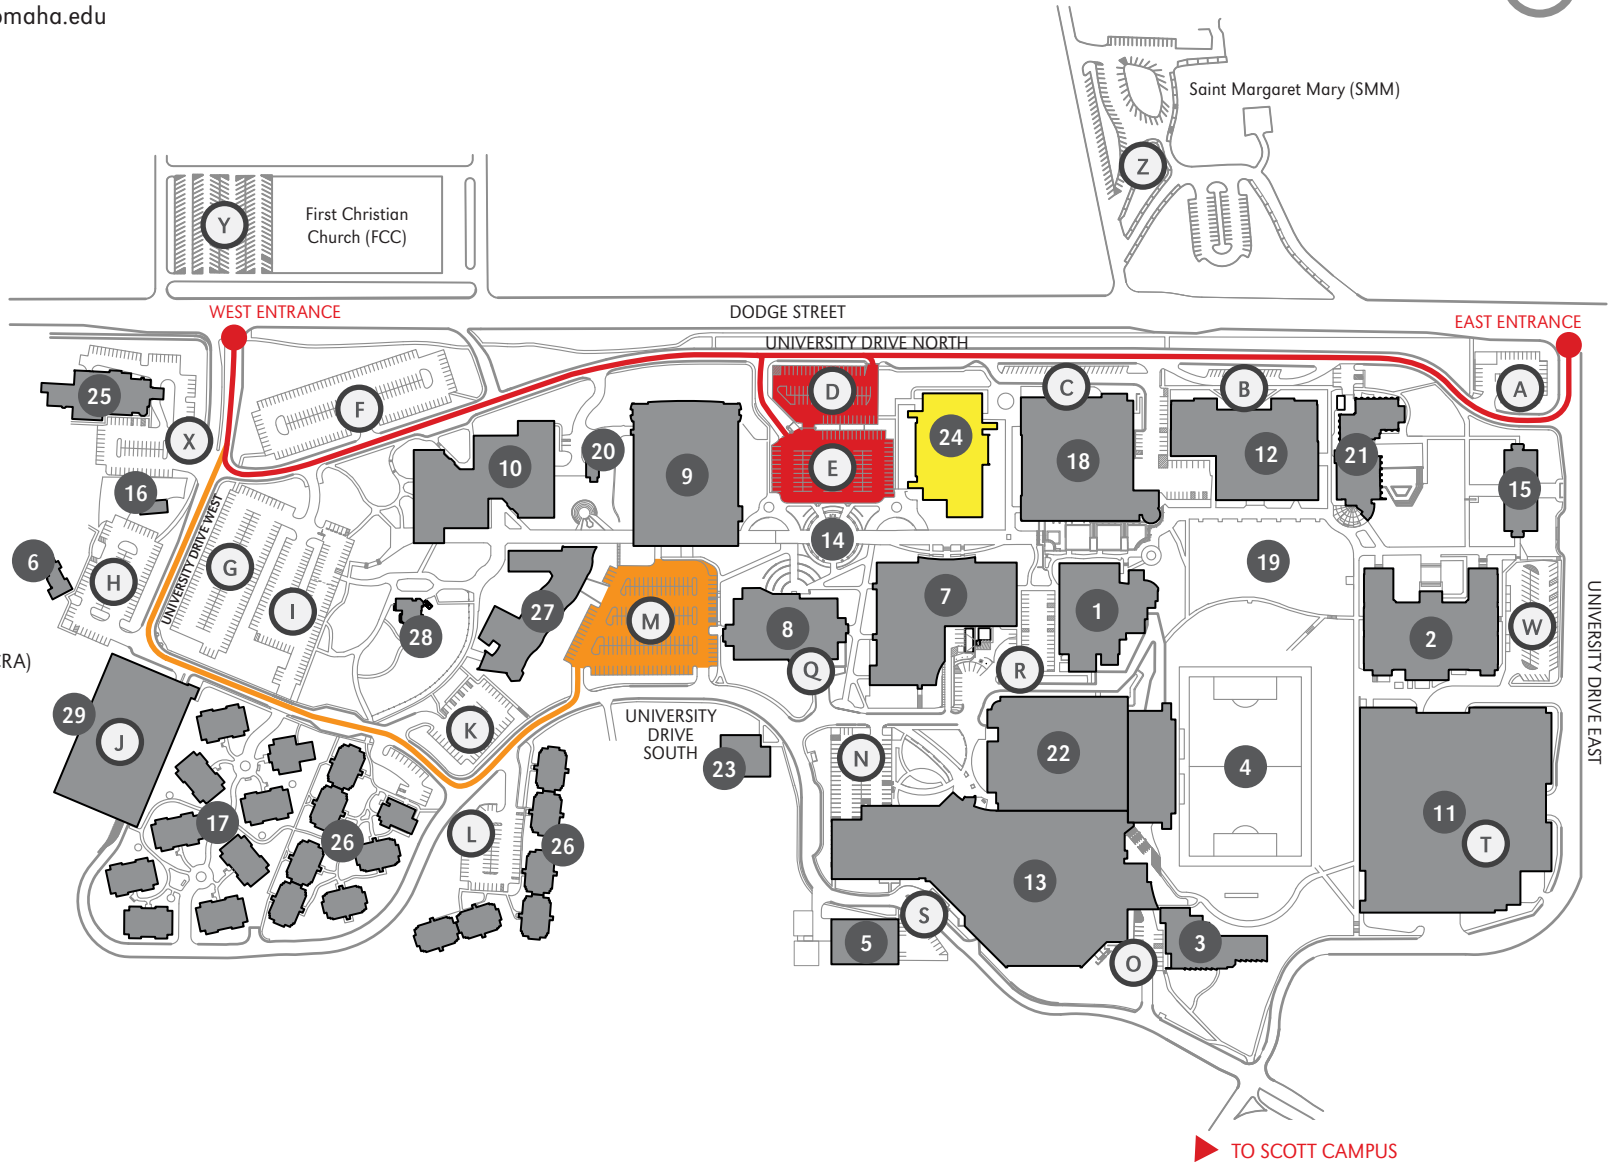 omaha.edu
Saint Margaret Mary (SMM)
Z
Y
First Christian
Church (FCC)
WEST ENTRANCE
DODGE STREET
EAST ENTRANCE
UNIVERSITY DRIVE NORTH
25
F
D
C
B
A
X
10
20
9
E
24
18
12
21
15
16
UNIVERSITY DRIVE WEST
6
H
G
I
28
27
M
14
8
Q
7
R
1
19
2
W
UNIVERSITY DRIVE EAST
CRA)
29
J
K
UNIVERSITY
DRIVE
SOUTH
23
N
22
4
11
T
17
26
L
26
13
S
5
O
3
TO SCOTT CAMPUS